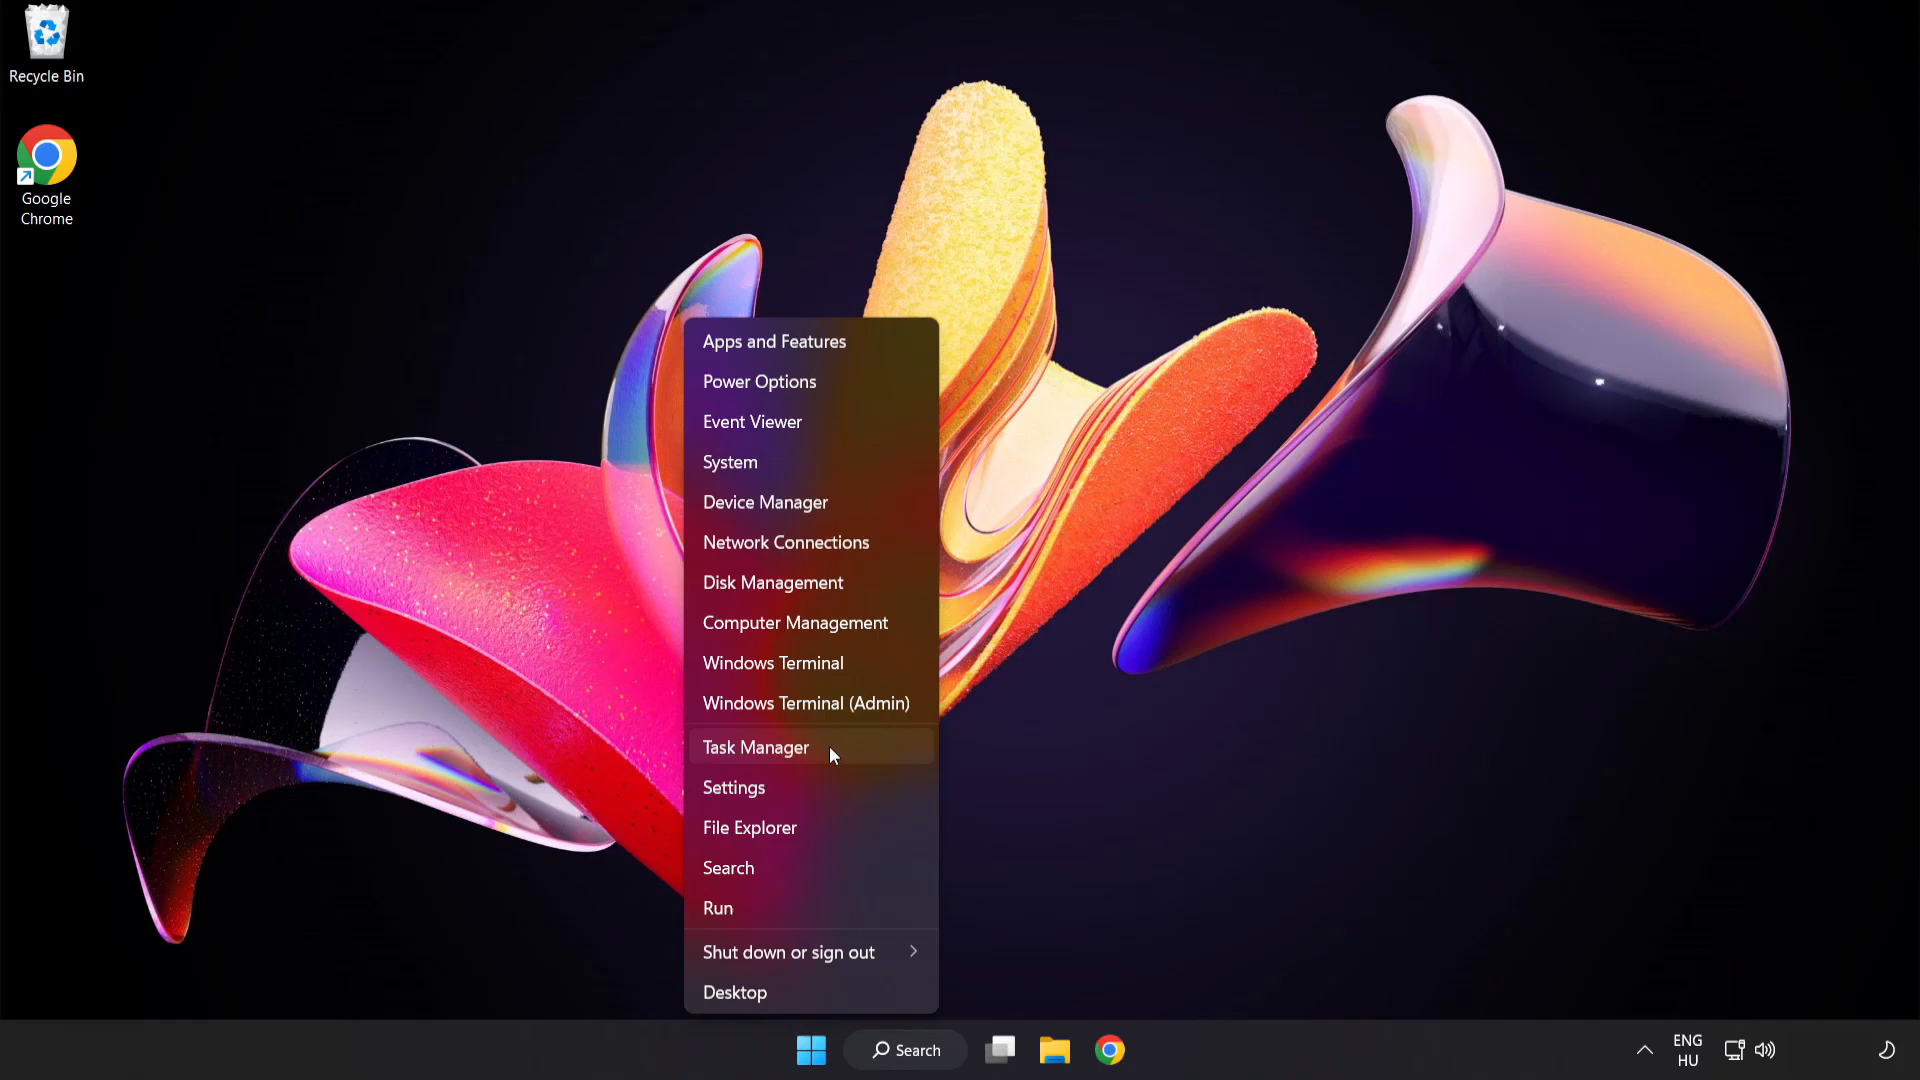 Recycle Bin
Google
Chrome
Apps and Features
Power Options
Event Viewer
System
Device Manager
Network Connections
Disk Management
Computer Management
Windows Terminal
Windows Terminal (Admin)
Task Manager
Settings
File Explorer
Search
Run
Shut down or sign out
Desktop
Search
ENG
HU